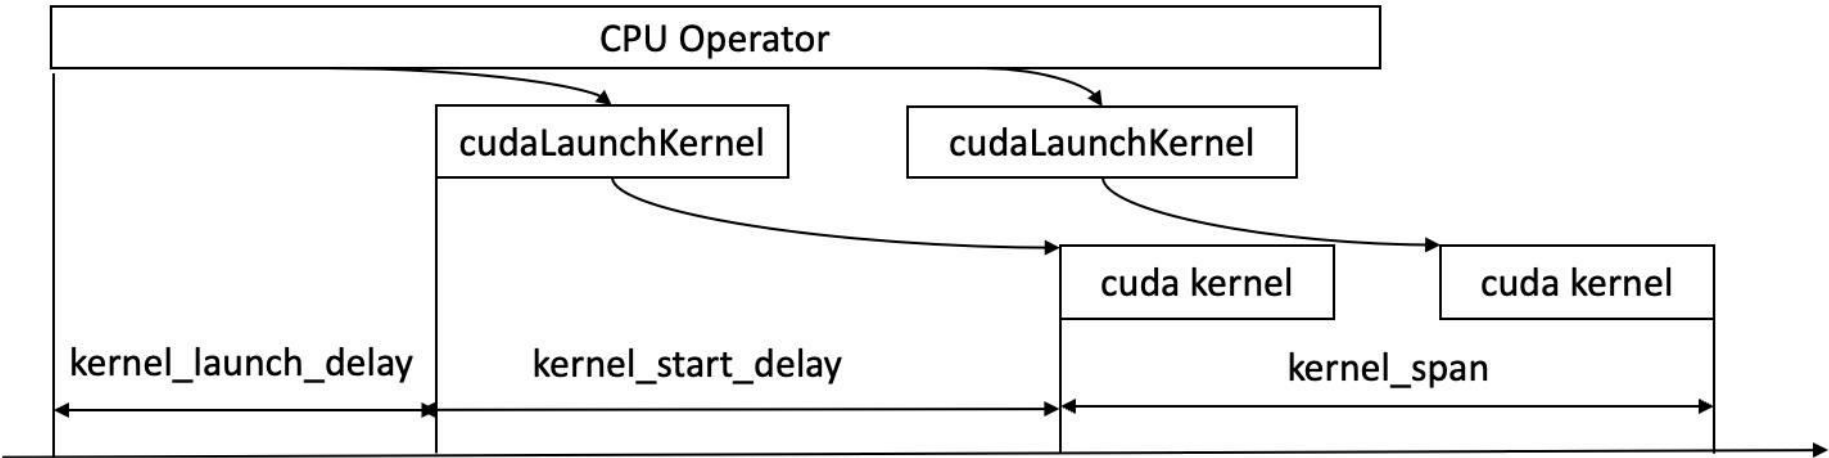 CPU Operator
cudaLaunchKernel
cudaLaunchKernel
cuda kernel
cuda kernel
kernel_launch_delay
kernel_start_delay
kernel_span